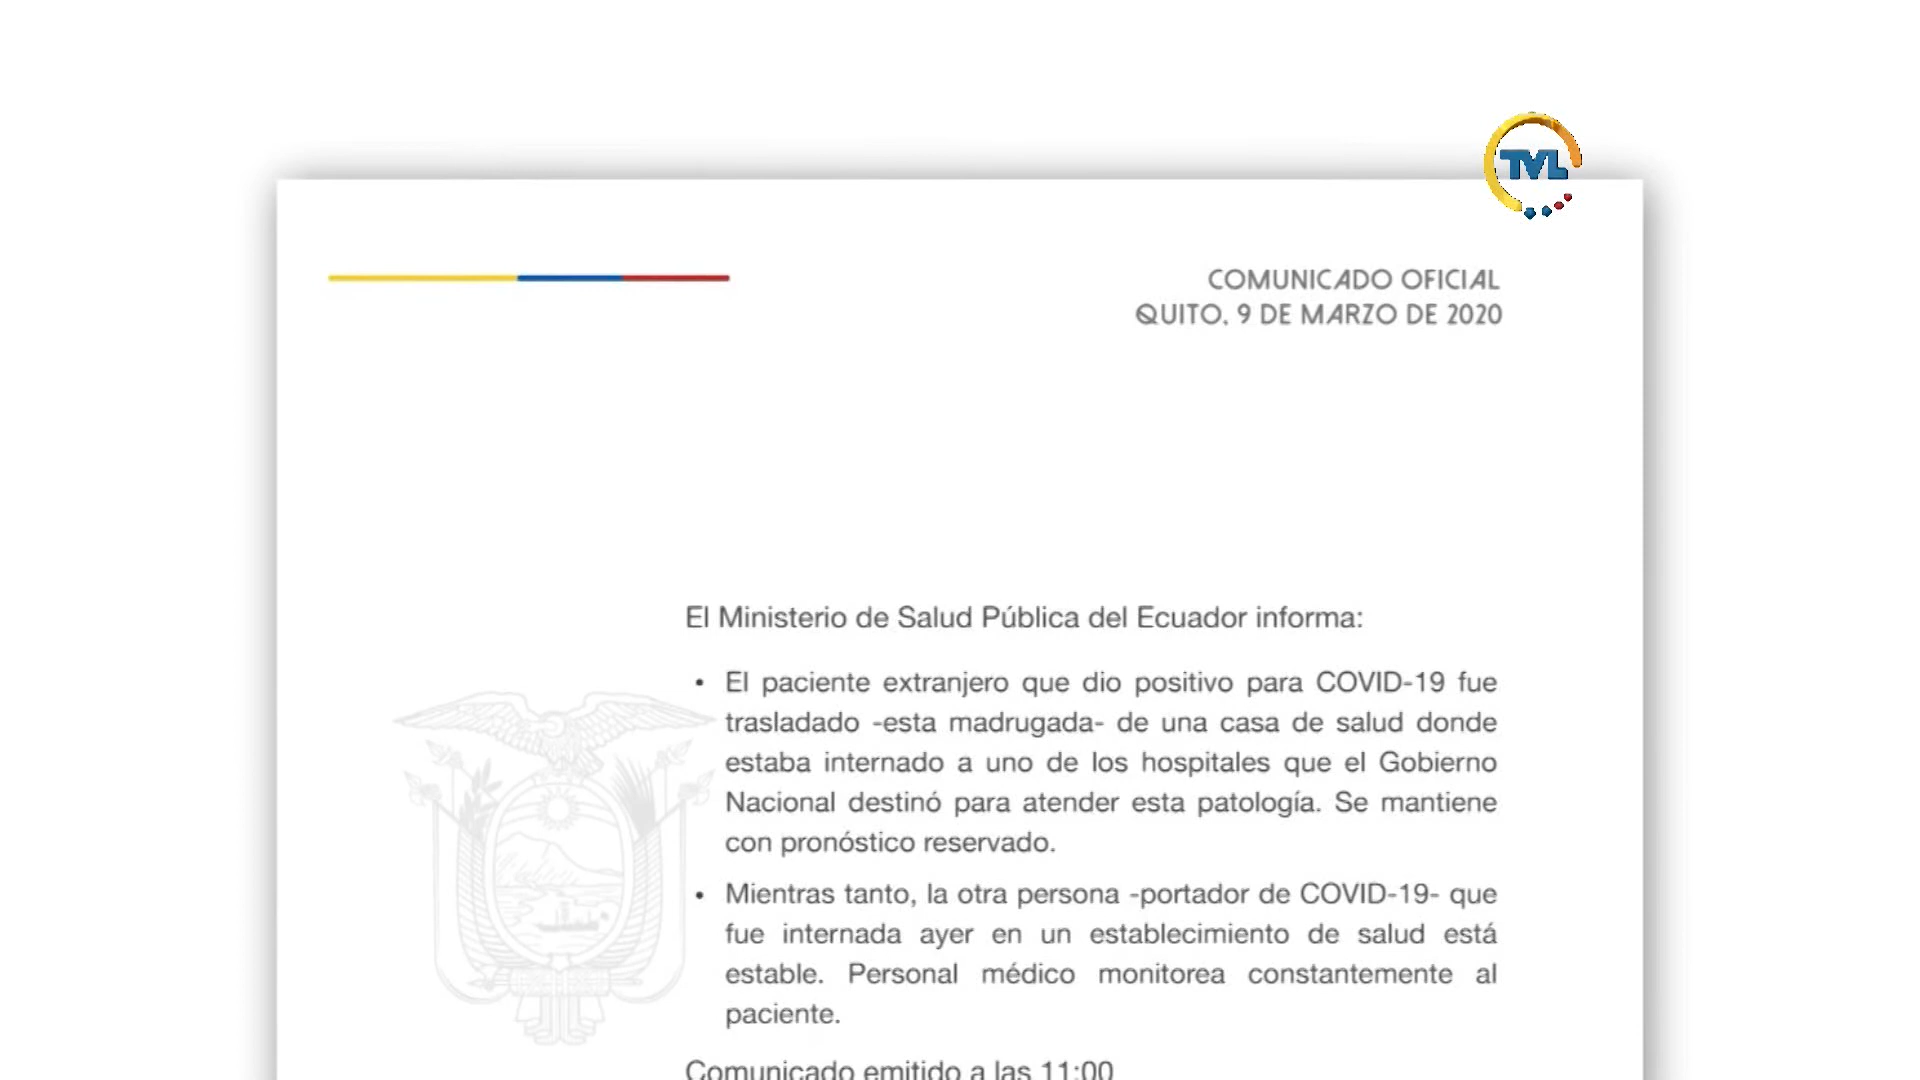 TVL
COMUNICADO OFICIAL
QUITO, 9 DE MARZO DE 2020
El Ministerio de Salud Pública del Ecuador informa:
• El paciente extranjero que dio positivo para COVID-19 fue
trasladado -esta madrugada- de una casa de salud donde
estaba internado a uno de los hospitales que el Gobierno
Nacional destinó para atender esta patología. Se mantiene
con pronóstico reservado.
• Mientras tanto, la otra persona -portador de COVID-19- que
fue internada ayer en un establecimiento de salud está
estable. Personal médico monitorea constantemente al
paciente.
Comunicado emitido a las 11:00